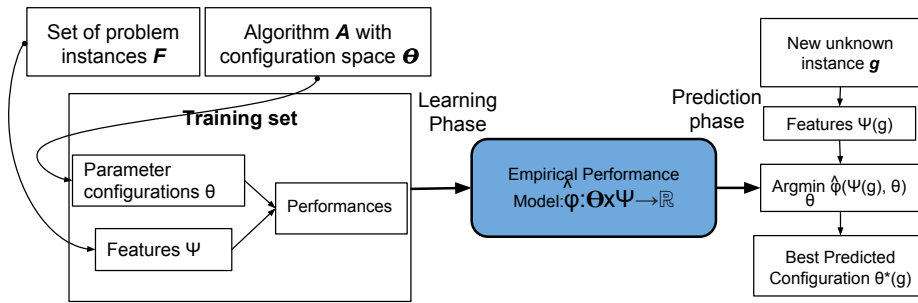 Set of problem
instances F
Algorithm A with
configuration space Θ
Training set
Parameter
configurations θ
Features Ψ
Performances
Learning
Phase
Empirical Performance
Model:φ̂:ΘxΨ→ℝ
Prediction
phase
New unknown
instance g
Features Ψ(g)
Argmin φ̂(Ψ(g), θ)
θ
Best Predicted
Configuration θ*(g)